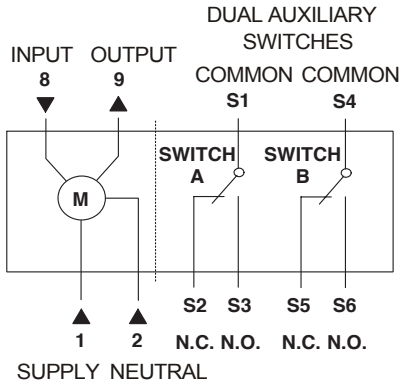 DUAL AUXILIARY
SWITCHES
INPUT OUTPUT
8 9
COMMON COMMON
S1 S4
SWITCH A
SWITCH B
M
S2 S3 S5 S6
1 2
N.C. N.O. N.C. N.O.
SUPPLY NEUTRAL